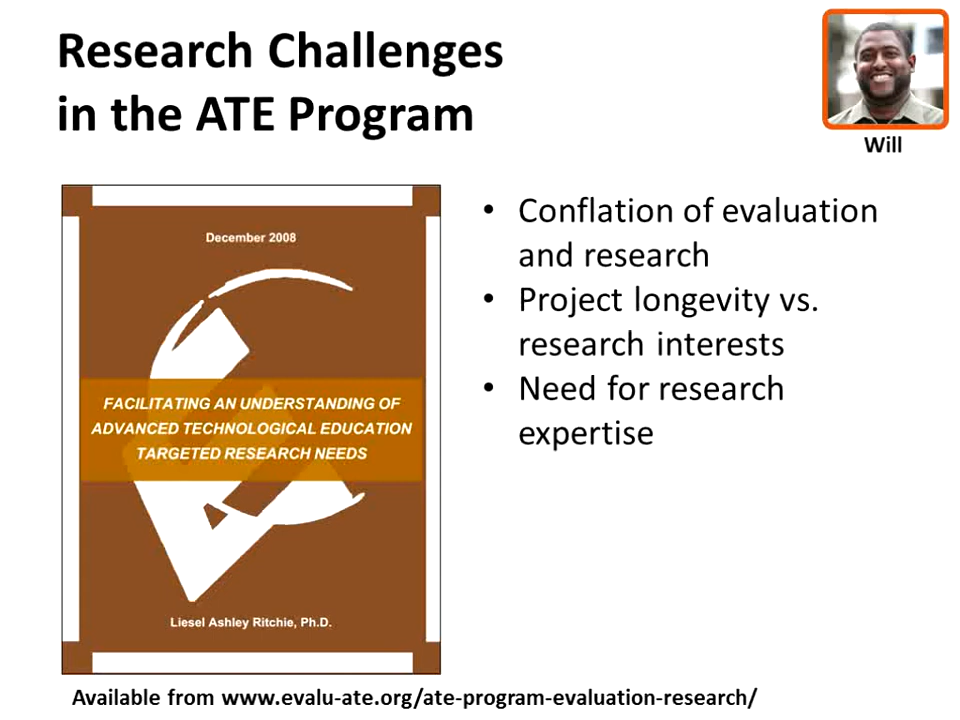 Research Challenges
in the ATE Program
Will
December 2008
FACILITATING AN UNDERSTANDING OF
ADVANCED TECHNOLOGICAL EDUCATION
TARGETED RESEARCH NEEDS
Liesel Ashley Ritchie, Ph.D.
• Conflation of evaluation
and research
• Project longevity vs.
research interests
• Need for research
expertise
Available from www.evalu-ate.org/ate-program-evaluation-research/